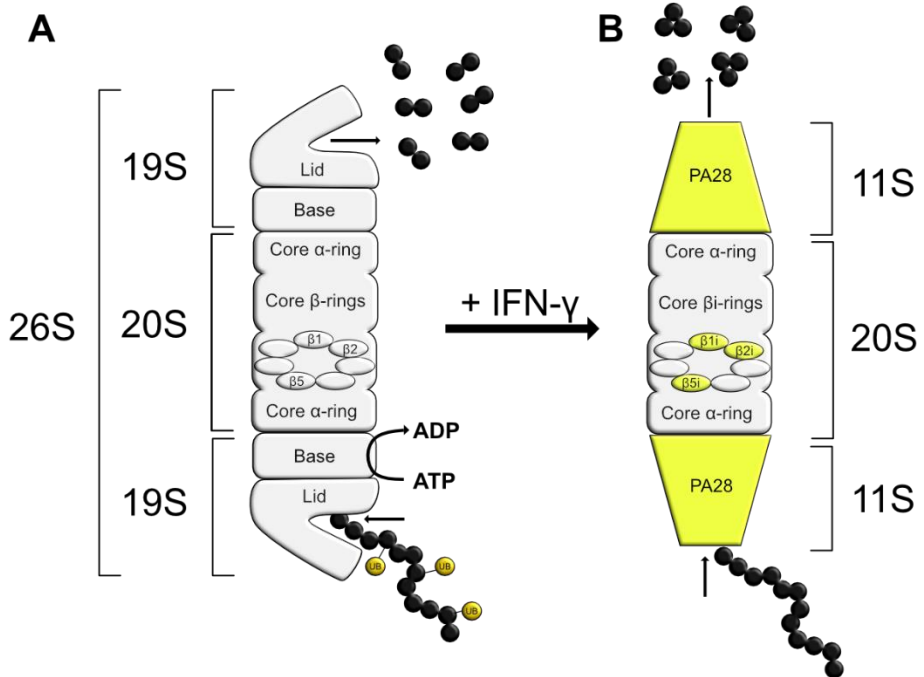 A
26S
19S
20S
19S
Lid
Base
Core α-ring
Core β-rings
β1
β2
β5
Core α-ring
Base
Lid
ADP
ATP
UB
UB
UB
+ IFN-γ
B
PA28
Core α-ring
Core βi-rings
β1i
β2i
β5i
Core α-ring
PA28
11S
20S
11S